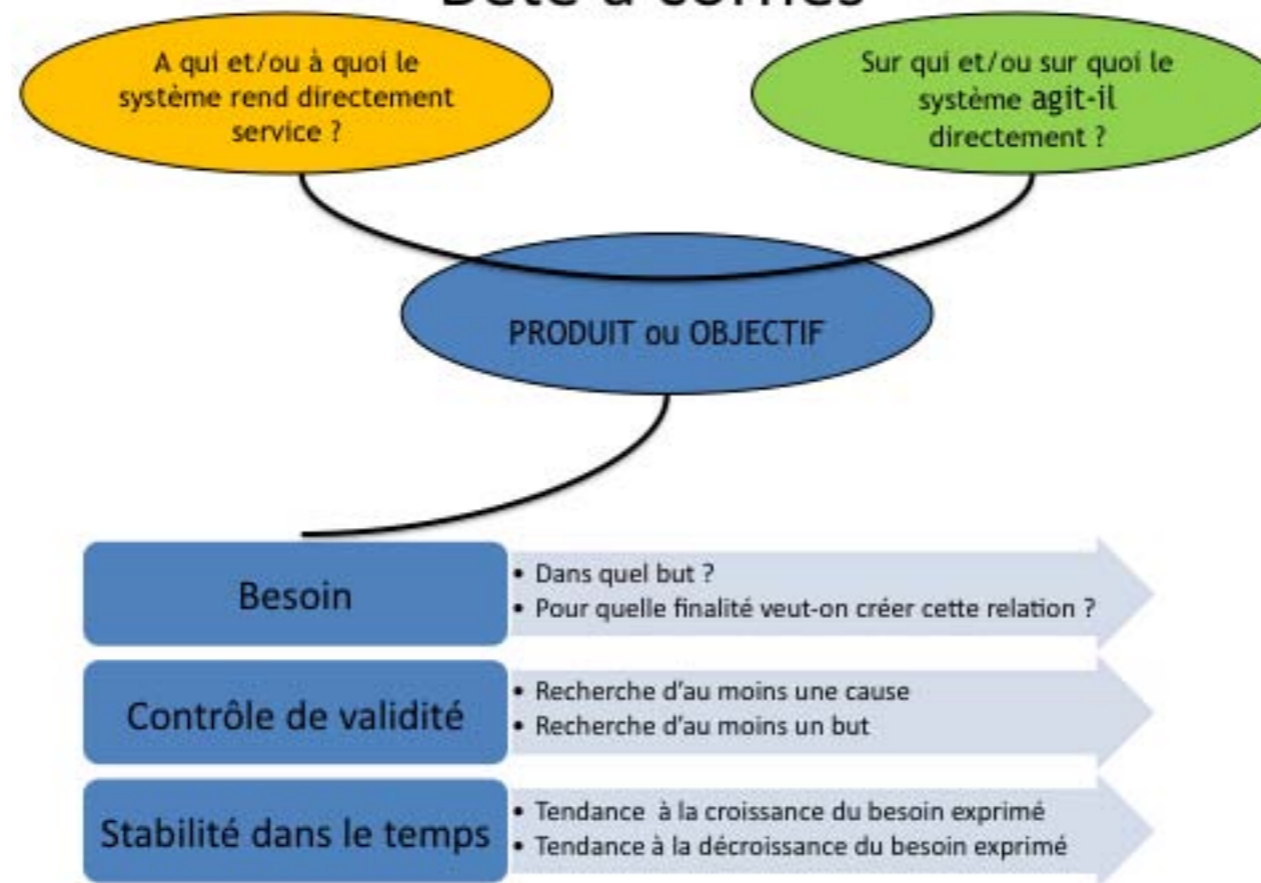 Bête à cornes
A qui et/ou à quoi le
système rend directement
service ?
Sur qui et/ou sur quoi le
système agit-il
directement ?
PRODUIT ou OBJECTIF
Besoin
• Dans quel but ?
• Pour quelle finalité veut-on créer cette relation ?
Contrôle de validité
• Recherche d'au moins une cause
• Recherche d'au moins un but
Stabilité dans le temps
• Tendance à la croissance du besoin exprimé
• Tendance à la décroissance du besoin exprimé